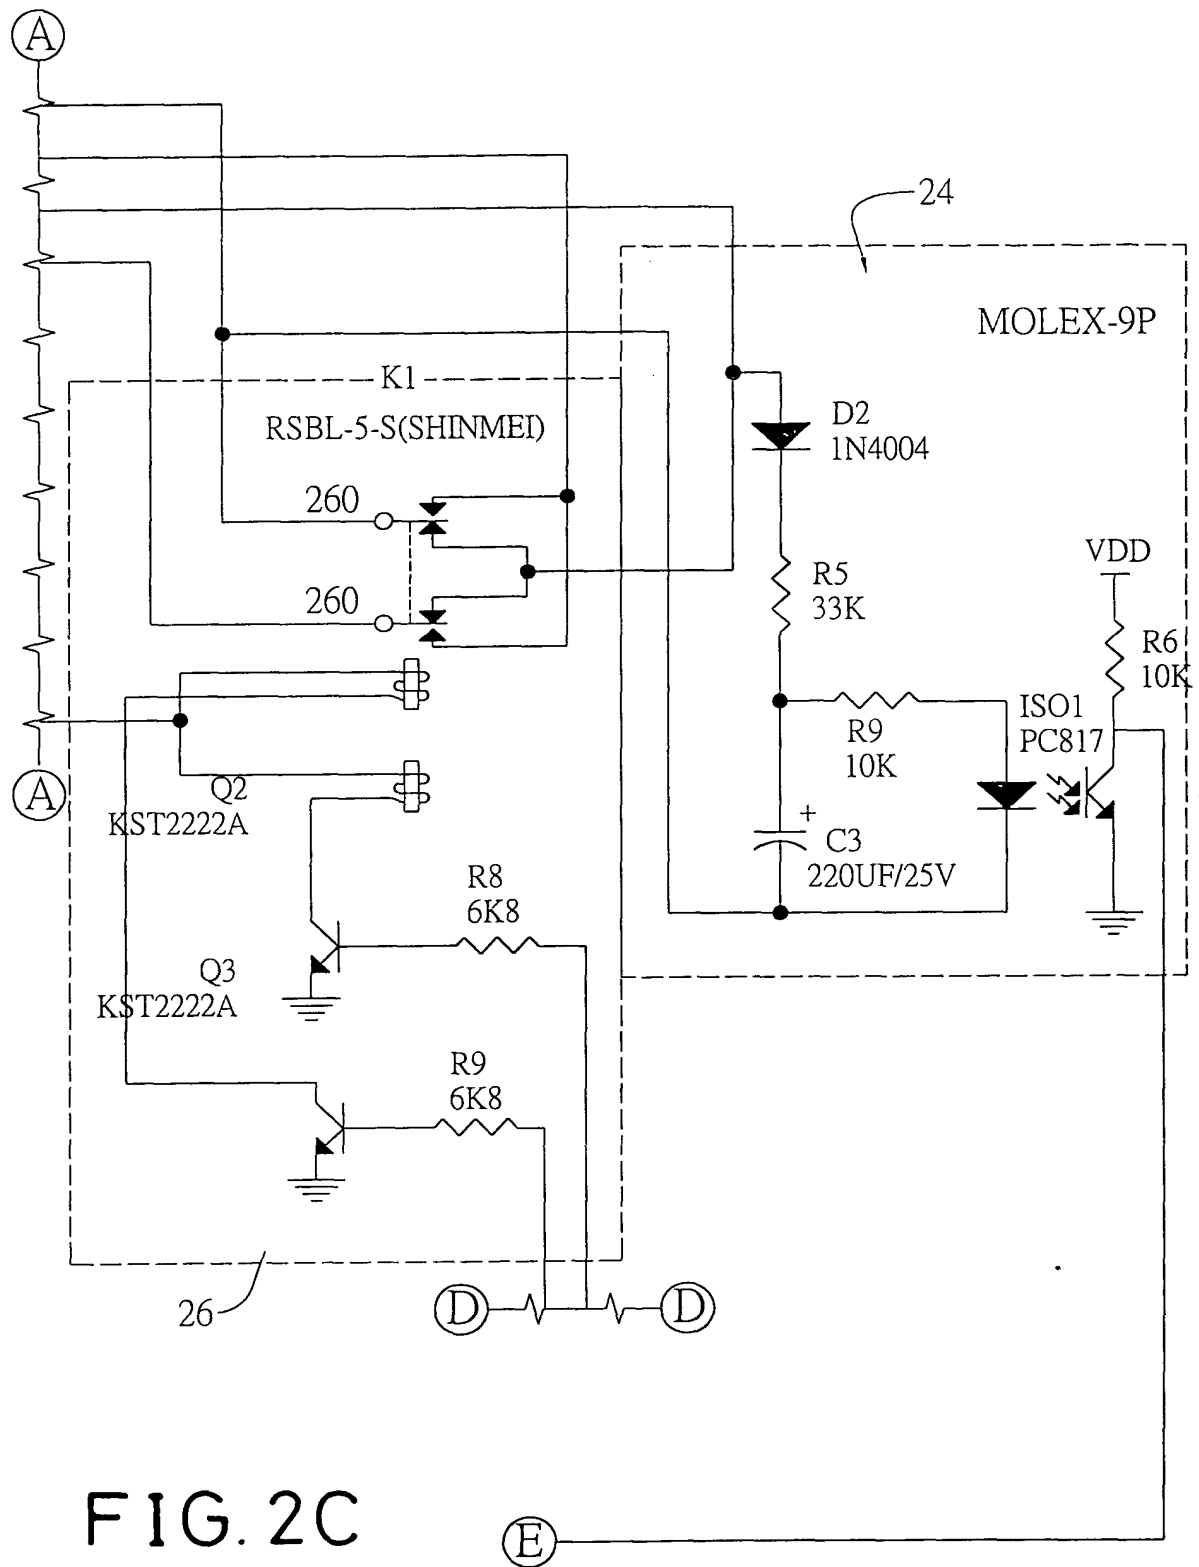 A
24
MOLEX-9P
K1
RSBL-5-S(SHINMEI)
D2
1N4004
260
VDD
R5
33K
260
R6
10K
ISO1
PC817
R9
10K
A
Q2
KST2222A
+
C3
220UF/25V
R8
6K8
Q3
KST2222A
R9
6K8
26
D
D
FIG. 2C
E